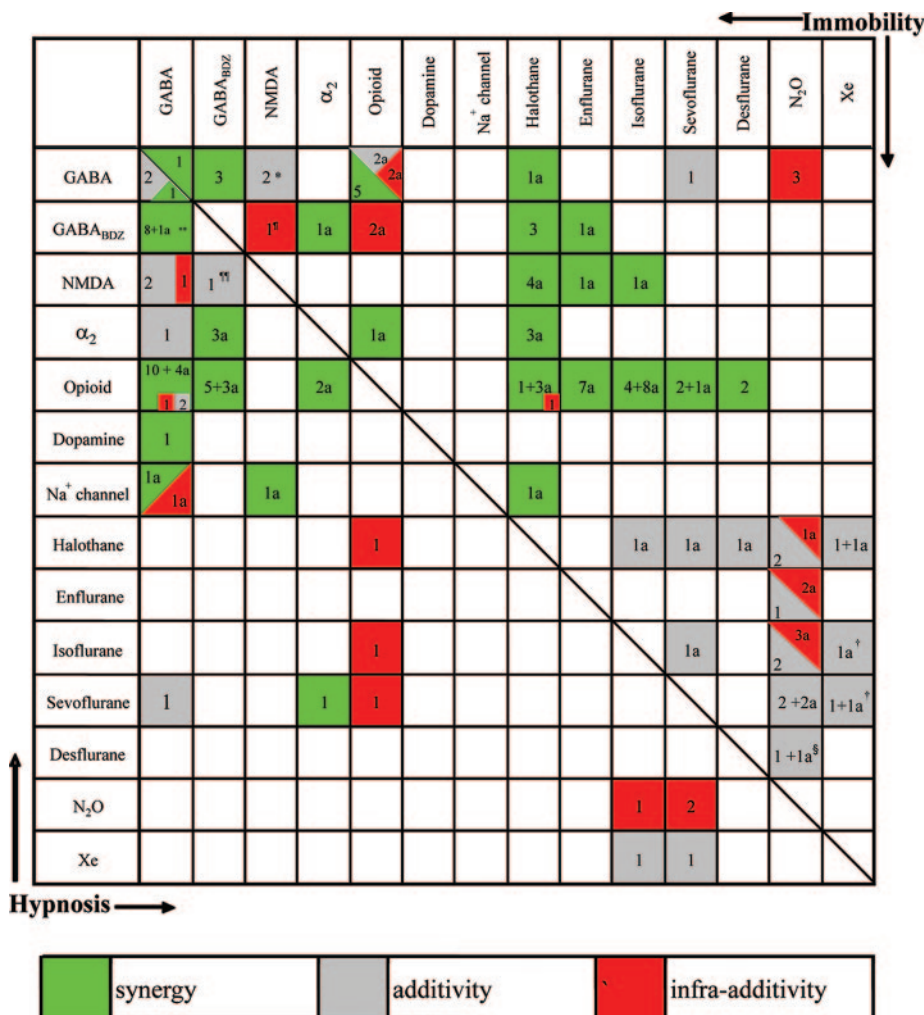 Immobility
GABA GABABDZ NMDA α2 Opioid Dopamine Na+ channel Halothane Enflurane Isoflurane Sevoflurane Desflurane N2O Xe
GABA 2 1 1 3 2 * 2a 2a 5 1a 1 3
GABABDZ 8+1a ** 1¶ 1a 2a 3 1a
NMDA 2 1 1 ¶¶ 4a 1a 1a
α2 1 3a 1a 3a
Opioid 10 + 4a 1 2 5+3a 2a 1+3a 1 7a 4+8a 2+1a 2
Dopamine 1
Na+ channel 1a 1a 1a 1a
Halothane 1 1a 1a 1a 2 1a 1+1a
Enflurane 1 2a
Isoflurane 1 1a 2 3a 1a†
Sevoflurane 1 1 1 2 +2a 1+1a†
Desflurane 1 +1a§
N2O 1 2
Xe 1 1
Hypnosis
synergy additivity ` infra-additivity